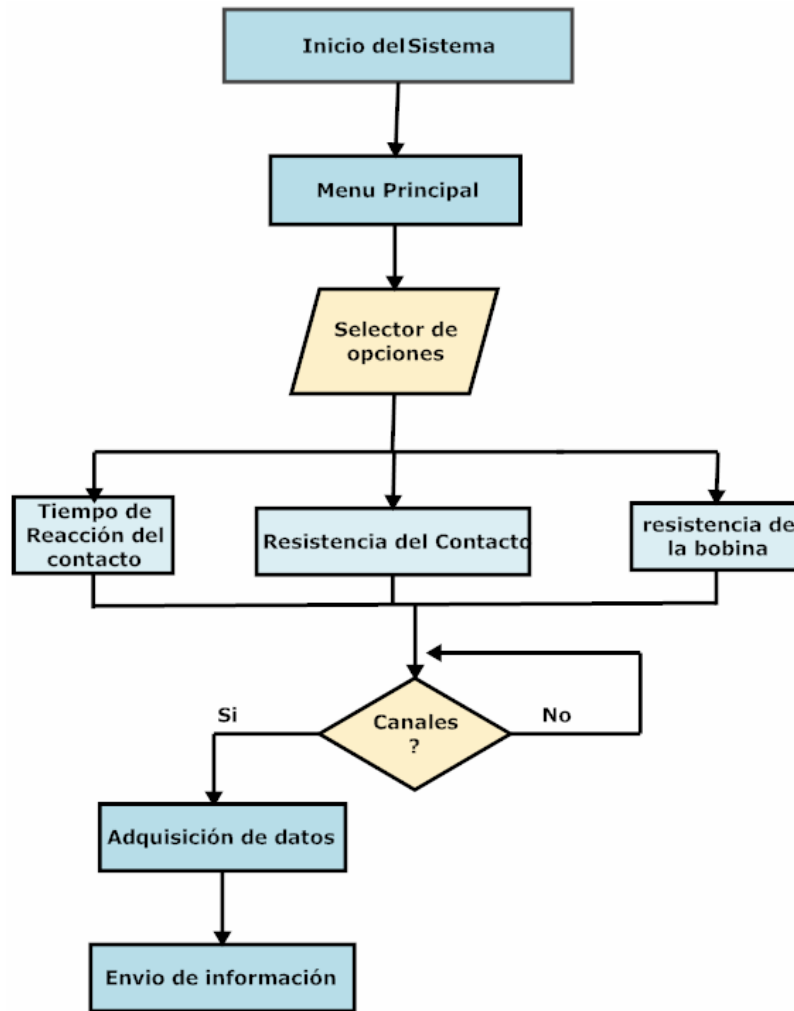 Inicio del Sistema
Menu Principal
Selector de
opciones
Tiempo de
Reacción del
contacto
Resistencia del Contacto
resistencia de
la bobina
Si
Canales
?
No
Adquisición de datos
Envio de información